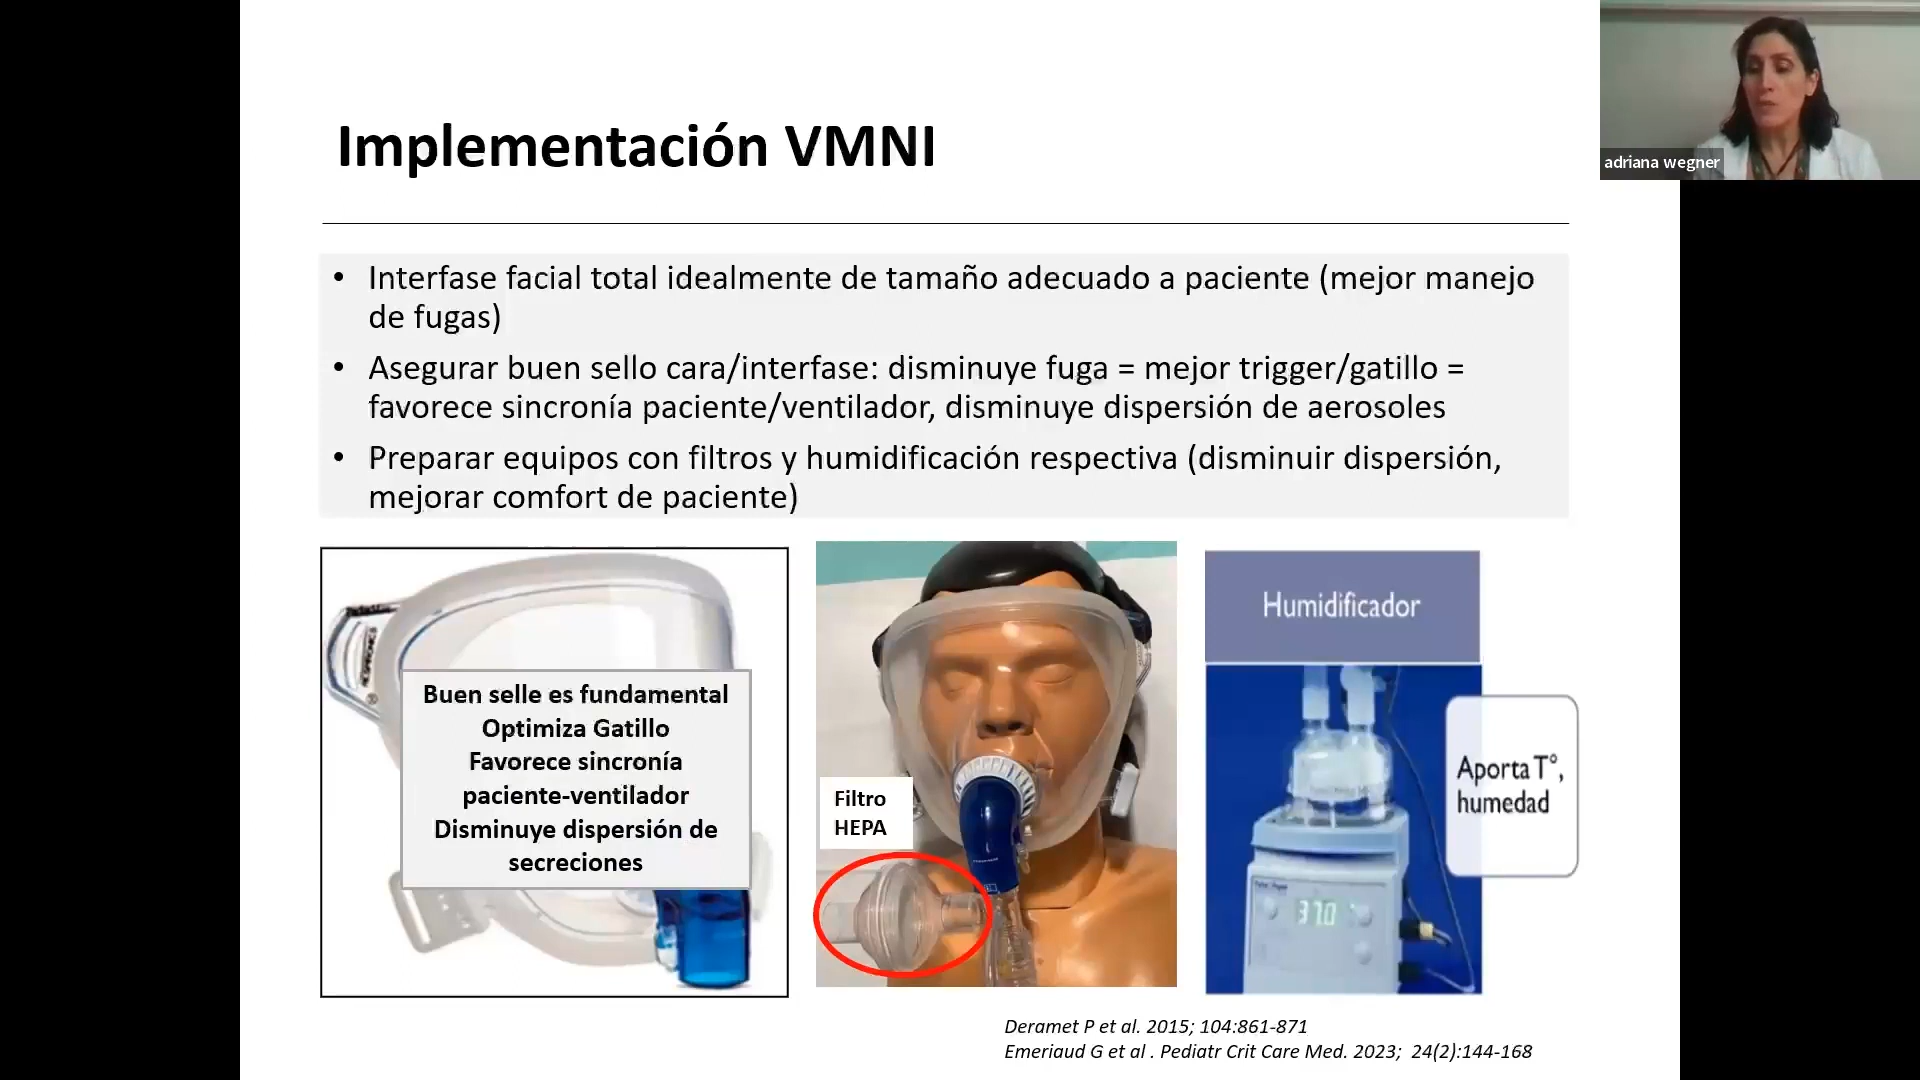 adriana wegner
Implementación VMNI
• Interfase facial total idealmente de tamaño adecuado a paciente (mejor manejo
de fugas)
• Asegurar buen sello cara/interfase: disminuye fuga = mejor trigger/gatillo =
favorece sincronía paciente/ventilador, disminuye dispersión de aerosoles
• Preparar equipos con filtros y humidificación respectiva (disminuir dispersión,
mejorar comfort de paciente)
Buen selle es fundamental
Optimiza Gatillo
Favorece sincronía
paciente-ventilador
Disminuye dispersión de
secreciones
Filtro
HEPA
Humidificador
Aporta T°,
humedad
37.0
Deramet P et al. 2015; 104:861-871
Emeriaud G et al . Pediatr Crit Care Med. 2023; 24(2):144-168